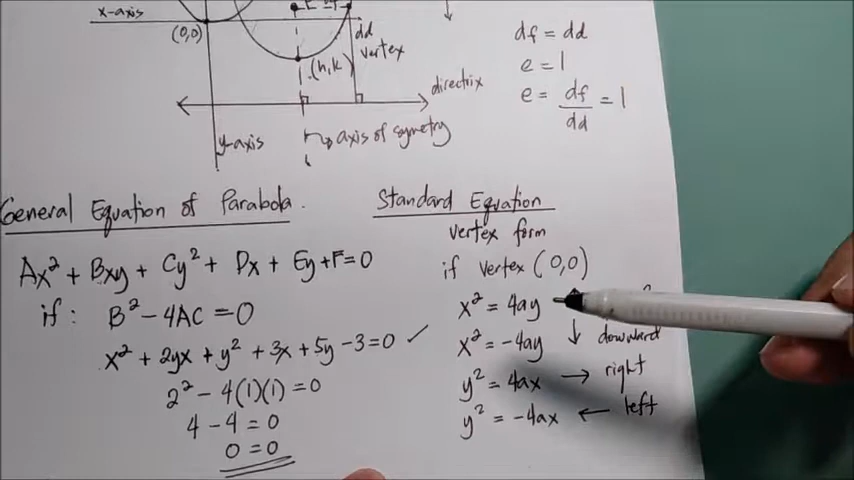 x-axis
(0,0)
F
dd
vertex
(h,k)
directrix
y-axis
axis of symetry
df = dd
e = 1
e = df/dd = 1
General Equation of Parabola.
Ax² + Bxy + Cy² + Dx + Ey + F = 0
if: B² - 4AC = 0
x² + 2yx + y² + 3x + 5y - 3 = 0 ✓
2² - 4(1)(1) = 0
4 - 4 = 0
0 = 0
Standard Equation
vertex form
if vertex (0,0)
x² = 4ay
x² = -4ay ↓ downward
y² = 4ax → right
y² = -4ax ← left